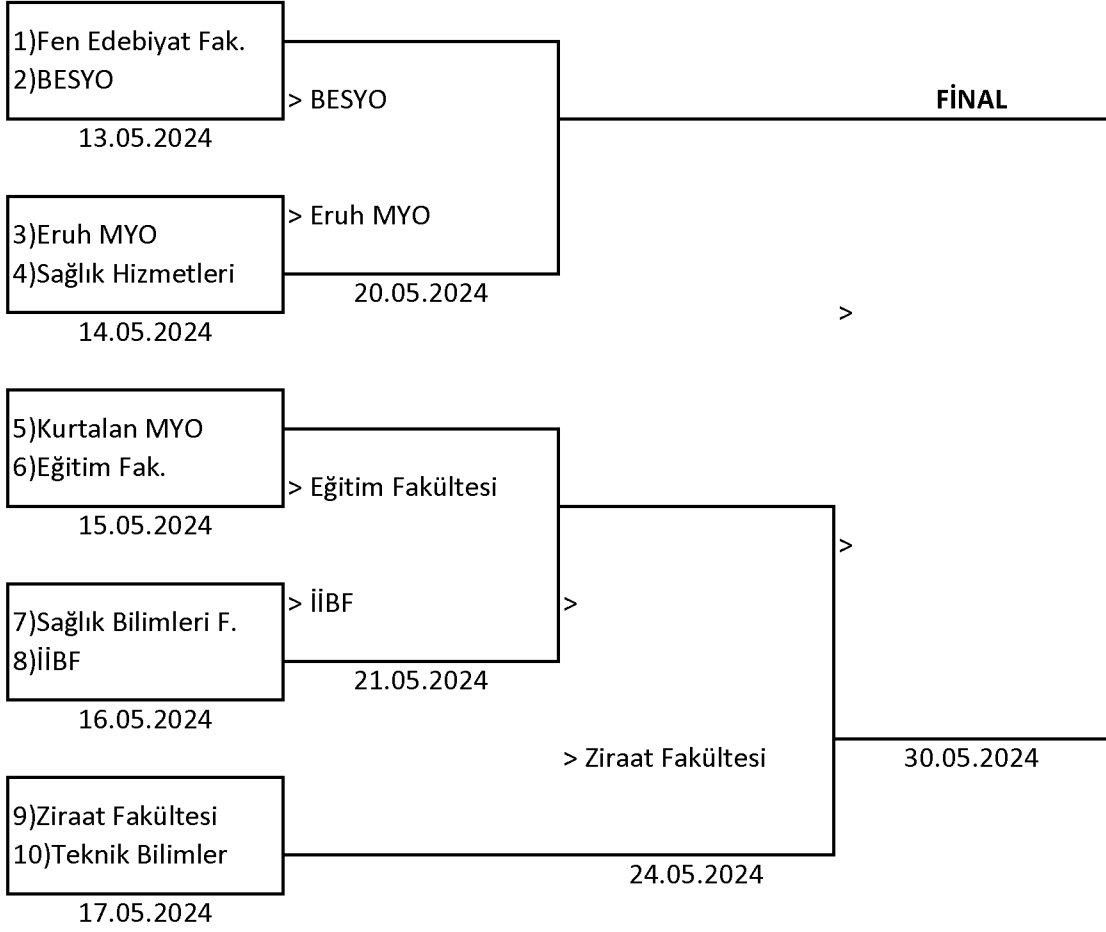 1)Fen Edebiyat Fak.
2)BESYO
13.05.2024
3)Eruh MYO
4)Sağlık Hizmetleri
14.05.2024
5)Kurtalan MYO
6)Eğitim Fak.
15.05.2024
7)Sağlık Bilimleri F.
8)İİBF
16.05.2024
9)Ziraat Fakültesi
10)Teknik Bilimler
17.05.2024
> BESYO
> Eruh MYO
20.05.2024
> Eğitim Fakültesi
> İİBF
21.05.2024
>
> Ziraat Fakültesi
24.05.2024
FİNAL
>
>
30.05.2024